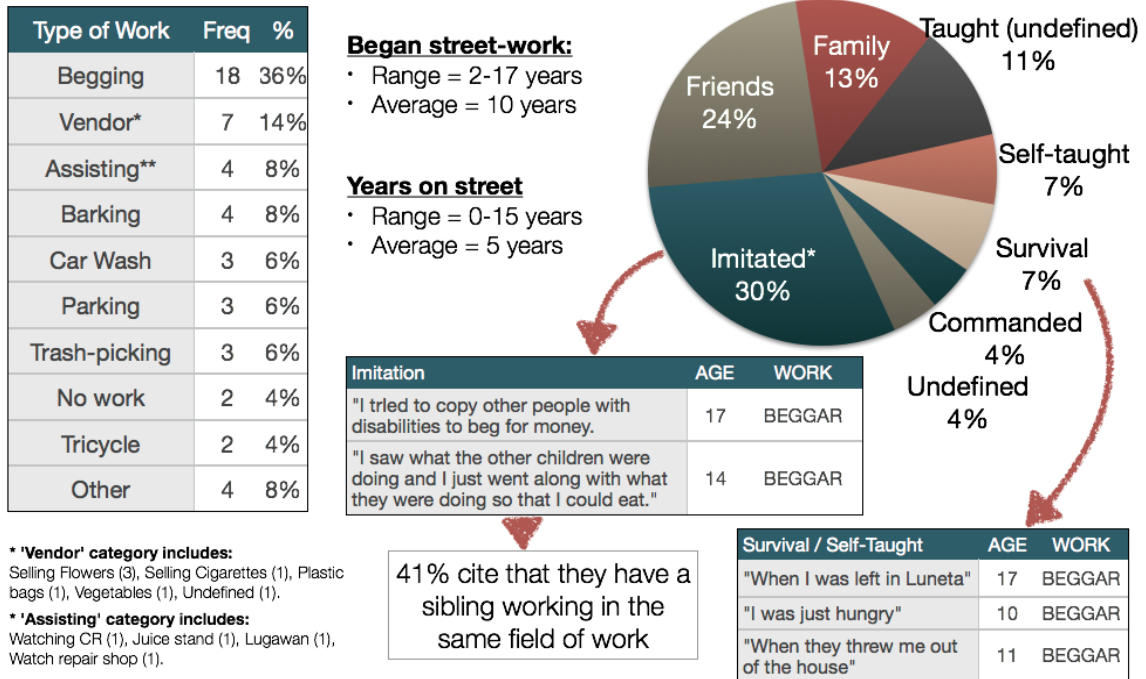 Type of Work Freq %
Begging 18 36%
Vendor* 7 14%
Assisting** 4 8%
Barking 4 8%
Car Wash 3 6%
Parking 3 6%
Trash-picking 3 6%
No work 2 4%
Tricycle 2 4%
Other 4 8%
* 'Vendor' category includes:
Selling Flowers (3), Selling Cigarettes (1), Plastic
bags (1), Vegetables (1), Undefined (1).
* 'Assisting' category includes:
Watching CR (1), Juice stand (1), Lugawan (1),
Watch repair shop (1).
Began street-work:
• Range = 2-17 years
• Average = 10 years
Years on street
• Range = 0-15 years
• Average = 5 years
Family
13%
Taught (undefined)
11%
Friends
24%
Self-taught
7%
Imitated*
30%
Survival
7%
Commanded
4%
Undefined
4%
Imitation AGE WORK
"I trled to copy other people with
disabilities to beg for money.
17 BEGGAR
"I saw what the other children were
doing and I just went along with what
they were doing so that I could eat."
14 BEGGAR
41% cite that they have a
sibling working in the
same field of work
Survival / Self-Taught AGE WORK
"When I was left in Luneta" 17 BEGGAR
"I was just hungry" 10 BEGGAR
"When they threw me out
of the house"
11 BEGGAR